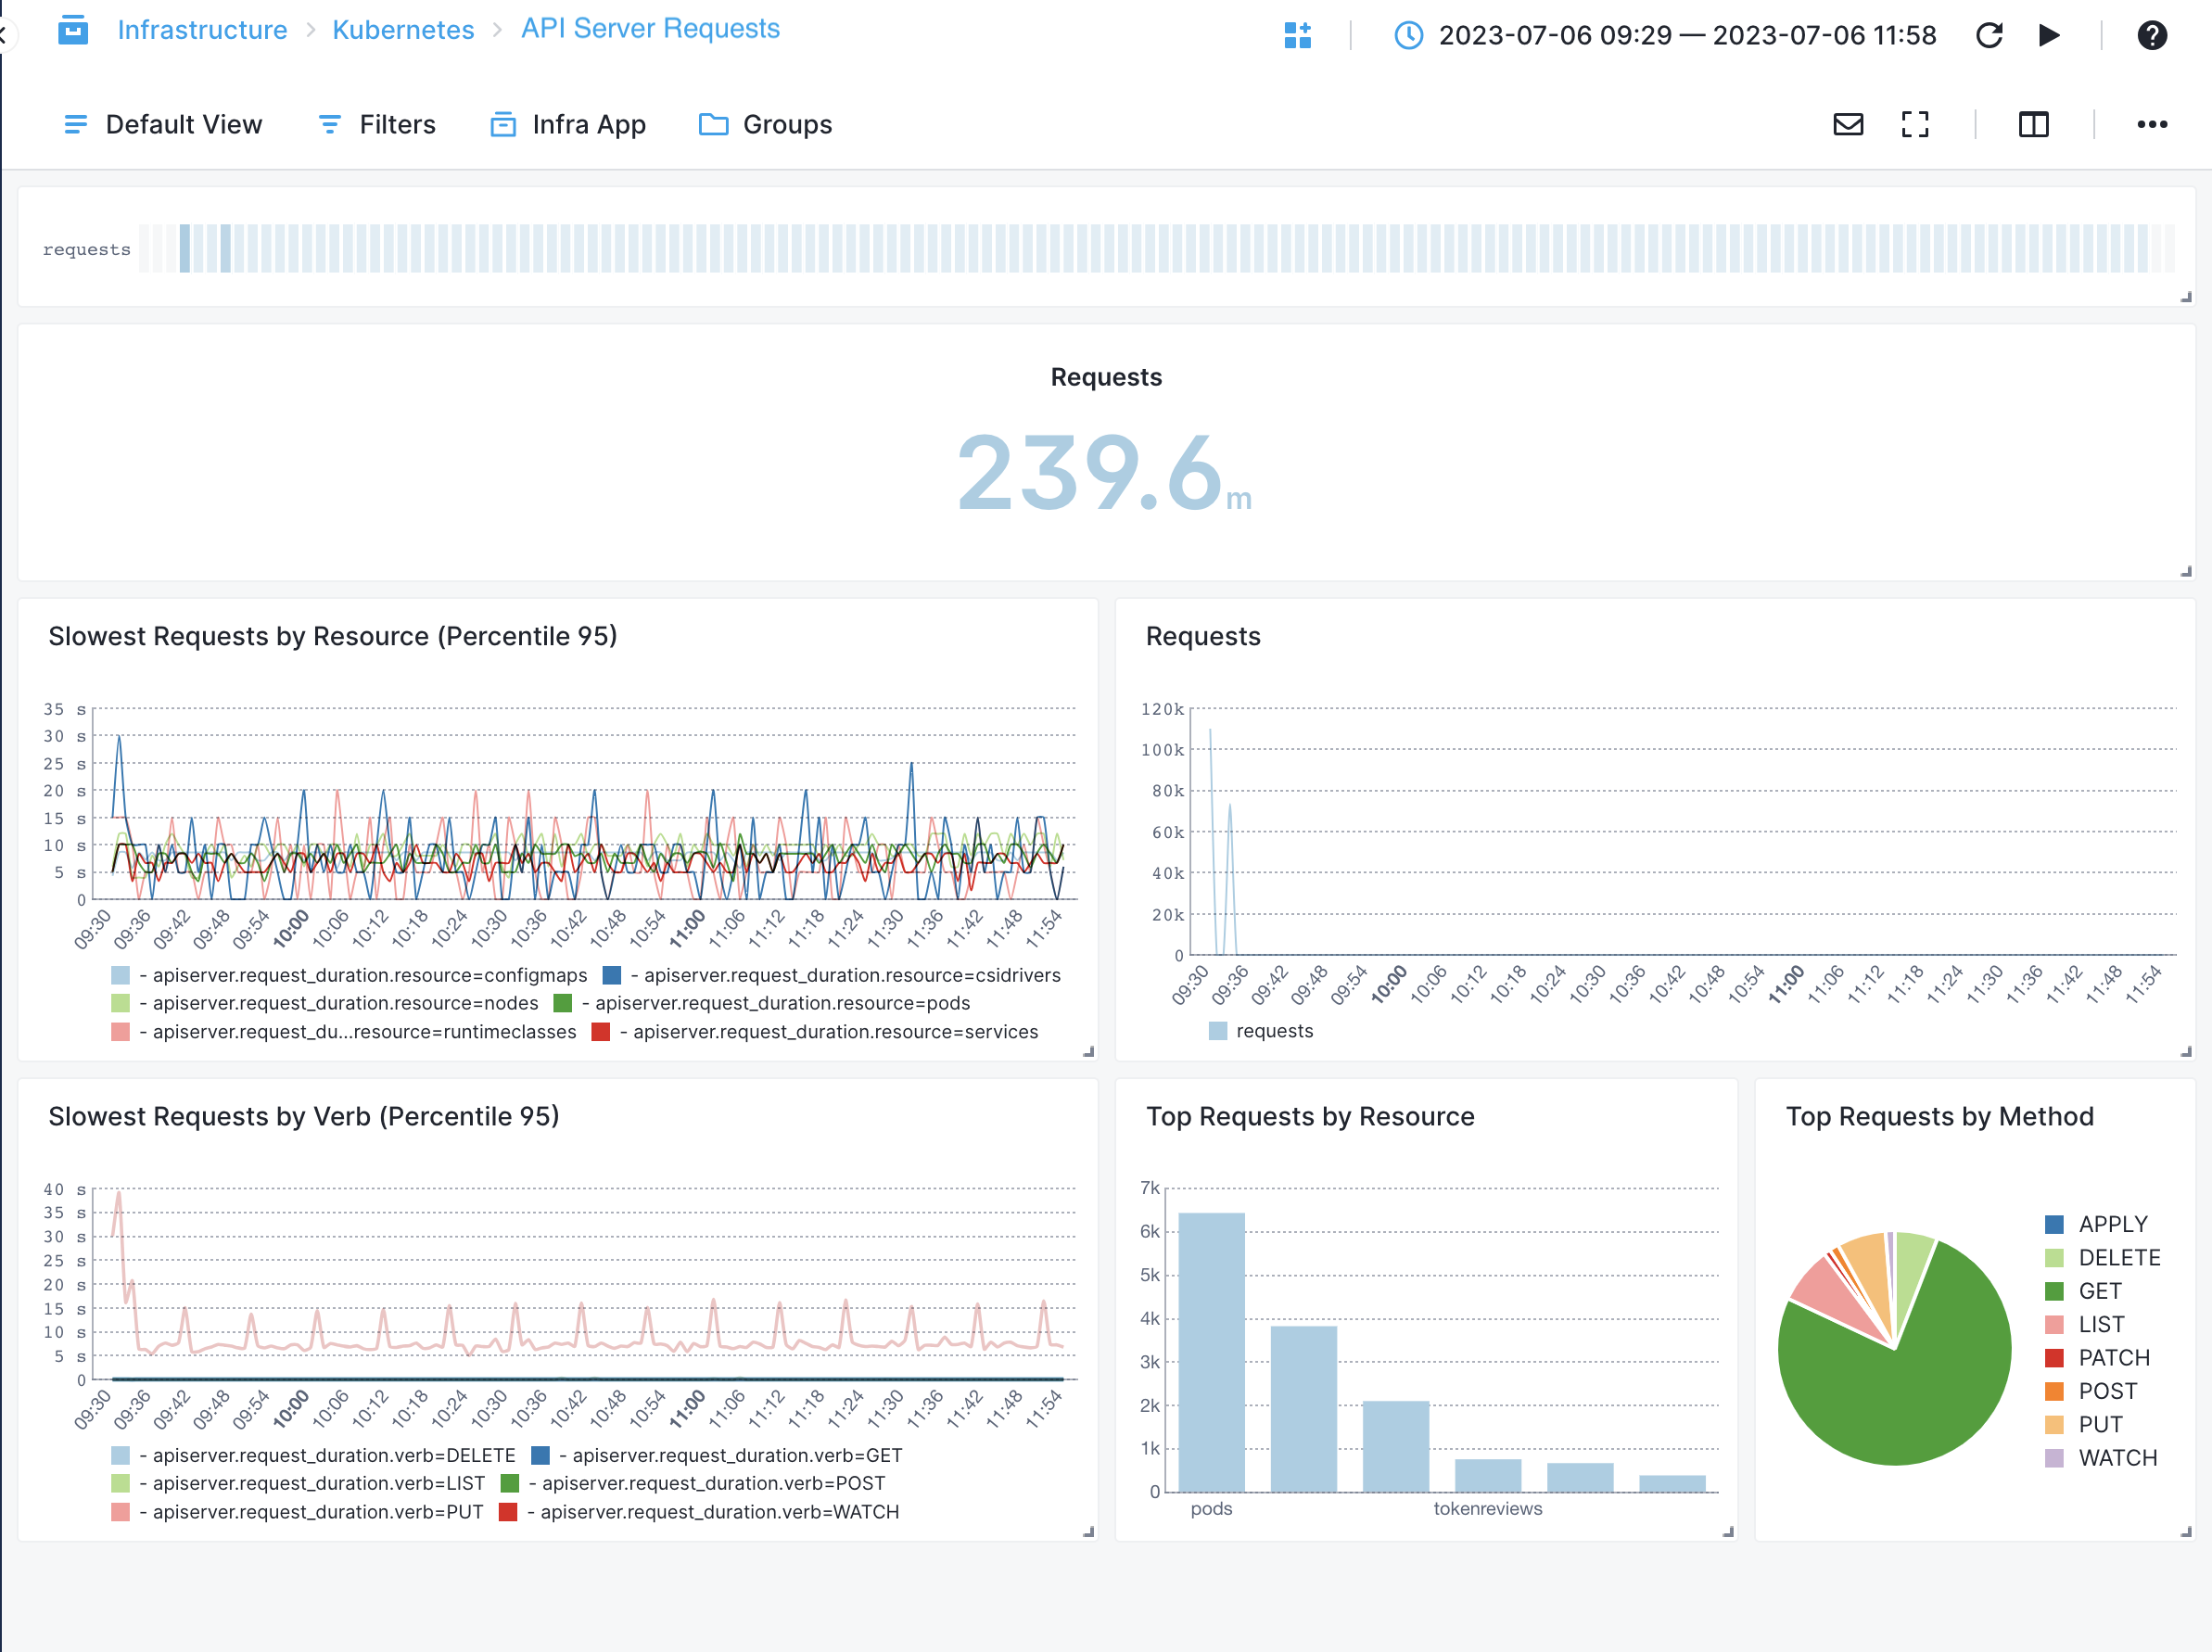 Infrastructure > Kubernetes > API Server Requests
2023-07-06 09:29 — 2023-07-06 11:58
Default View
Filters
Infra App
Groups
requests
Requests
239.6m
Slowest Requests by Resource (Percentile 95)
35 s
30 s
25 s
20 s
15 s
10 s
5 s
0
09:30 09:36 09:42 09:48 09:54 10:00 10:06 10:12 10:18 10:24 10:30 10:36 10:42 10:48 10:54 11:00 11:06 11:12 11:18 11:24 11:30 11:36 11:42 11:48 11:54
- apiserver.request_duration.resource=configmaps - apiserver.request_duration.resource=csidrivers
- apiserver.request_duration.resource=nodes - apiserver.request_duration.resource=pods
- apiserver.request_du...resource=runtimeclasses - apiserver.request_duration.resource=services
Requests
120k
100k
80k
60k
40k
20k
0
09:30 09:36 09:42 09:48 09:54 10:00 10:06 10:12 10:18 10:24 10:30 10:36 10:42 10:48 10:54 11:00 11:06 11:12 11:18 11:24 11:30 11:36 11:42 11:48 11:54
requests
Slowest Requests by Verb (Percentile 95)
40 s
35 s
30 s
25 s
20 s
15 s
10 s
5 s
0
09:30 09:36 09:42 09:48 09:54 10:00 10:06 10:12 10:18 10:24 10:30 10:36 10:42 10:48 10:54 11:00 11:06 11:12 11:18 11:24 11:30 11:36 11:42 11:48 11:54
- apiserver.request_duration.verb=DELETE - apiserver.request_duration.verb=GET
- apiserver.request_duration.verb=LIST - apiserver.request_duration.verb=POST
- apiserver.request_duration.verb=PUT - apiserver.request_duration.verb=WATCH
Top Requests by Resource
7k
6k
5k
4k
3k
2k
1k
0
pods tokenreviews
Top Requests by Method
APPLY
DELETE
GET
LIST
PATCH
POST
PUT
WATCH